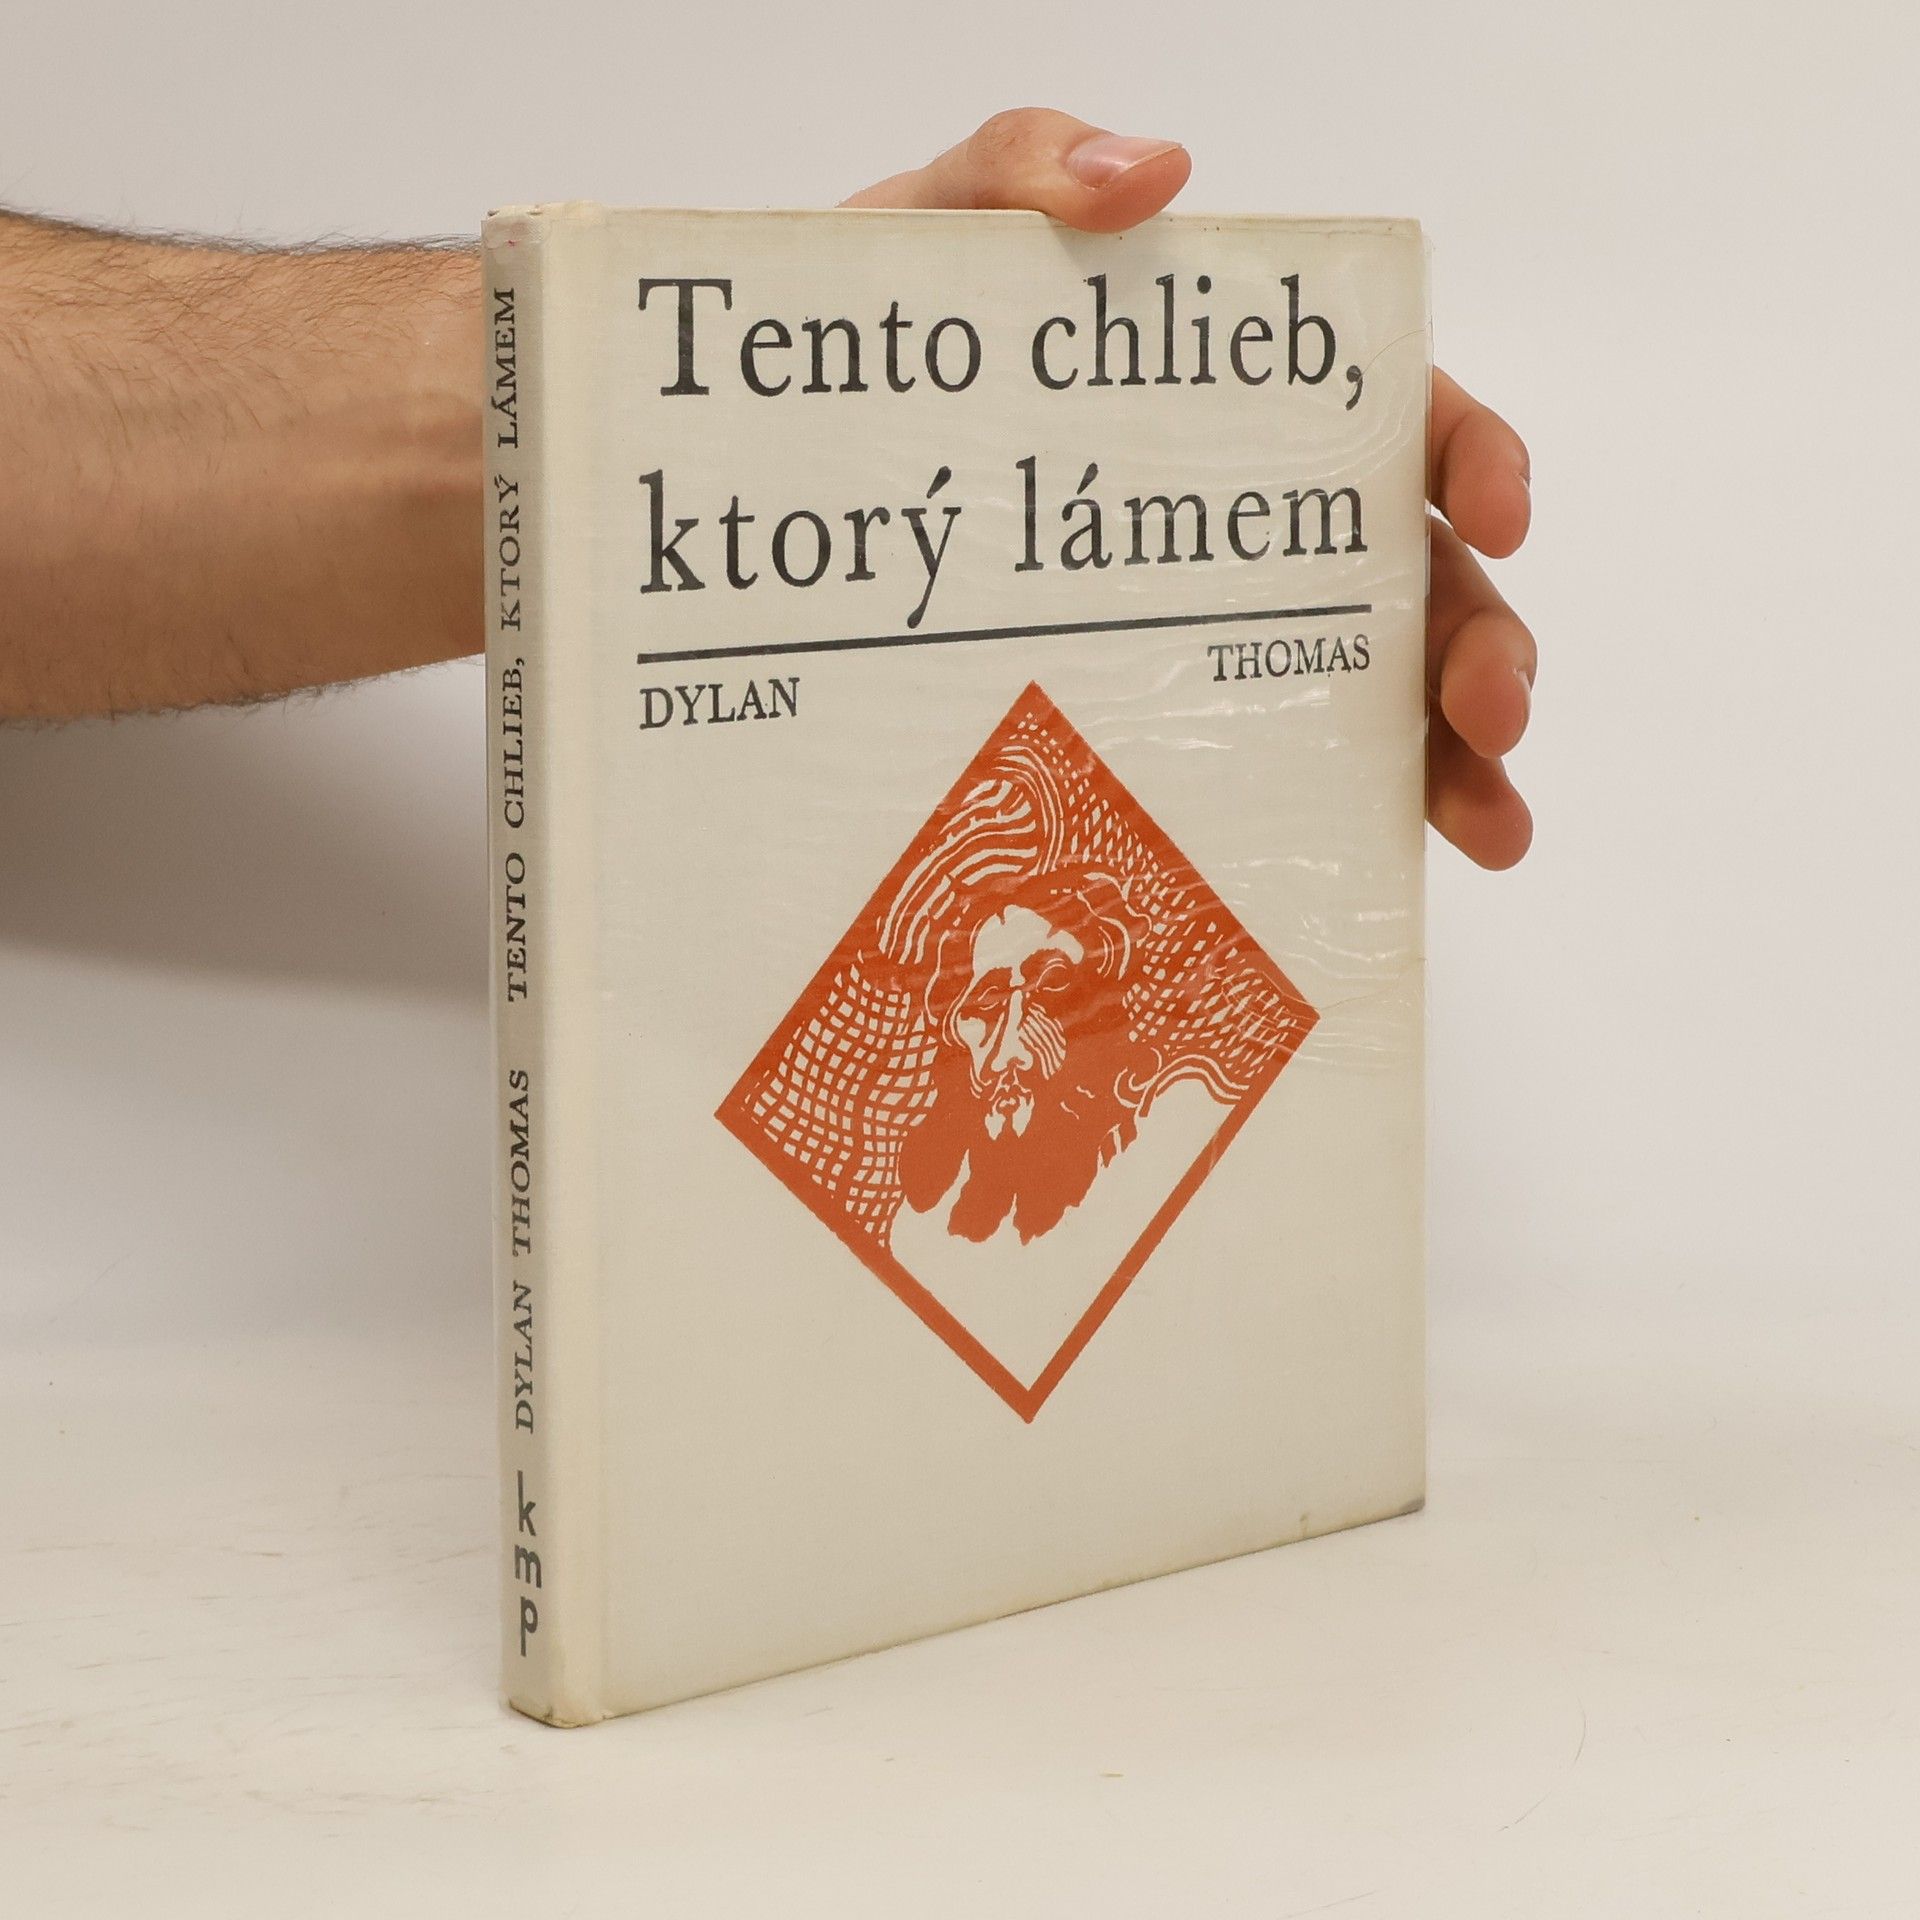 Tento chlieb,
ktorý lámem
DYLAN THOMAS
DYLAN THOMAS TENTO CHLIEB, KTORÝ LÁMEM
kmp